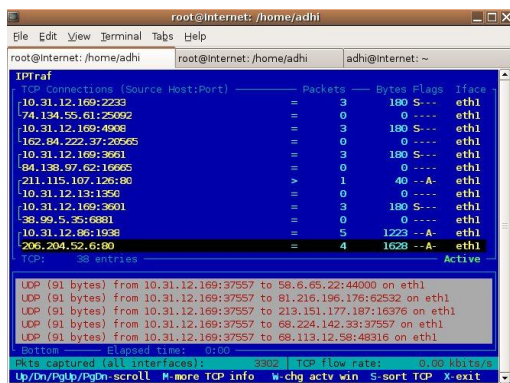 root@Internet: /home/adhi
File Edit View Terminal Tabs Help
root@Internet: /home/adhi root@Internet: /home/adhi adhi@Internet: ~
IPTraf
TCP Connections (Source Host:Port) Packets Bytes Flags Iface
10.31.12.169:2233 = 3 180 S--- eth1
74.134.55.61:25092 = 0 0 ---- eth1
10.31.12.169:4908 = 3 180 S--- eth1
162.84.222.37:20565 = 0 0 ---- eth1
10.31.12.169:3661 = 3 180 S--- eth1
84.138.97.62:16665 = 0 0 ---- eth1
211.115.107.126:80 > 1 40 --A- eth1
10.31.12.13:1350 = 0 0 ---- eth1
10.31.12.169:3601 = 3 180 S--- eth1
38.99.5.35:6881 = 0 0 ---- eth1
10.31.12.86:1938 = 5 1223 --A- eth1
206.204.52.6:80 = 4 1628 --A- eth1
TCP: 38 entries Active
UDP (91 bytes) from 10.31.12.169:37557 to 58.6.65.22:44000 on eth1
UDP (91 bytes) from 10.31.12.169:37557 to 81.216.196.176:62532 on eth1
UDP (91 bytes) from 10.31.12.169:37557 to 213.151.177.187:16376 on eth1
UDP (91 bytes) from 10.31.12.169:37557 to 68.224.142.33:37557 on eth1
UDP (91 bytes) from 10.31.12.169:37557 to 68.113.12.58:48316 on eth1
Bottom Elapsed time: 0:00
Pkts captured (all interfaces): 3302 TCP flow rate: 0.00 kbits/s
Up/Dn/PgUp/PgDn-scroll M-more TCP info W-chg actv win S-sort TCP X-exit